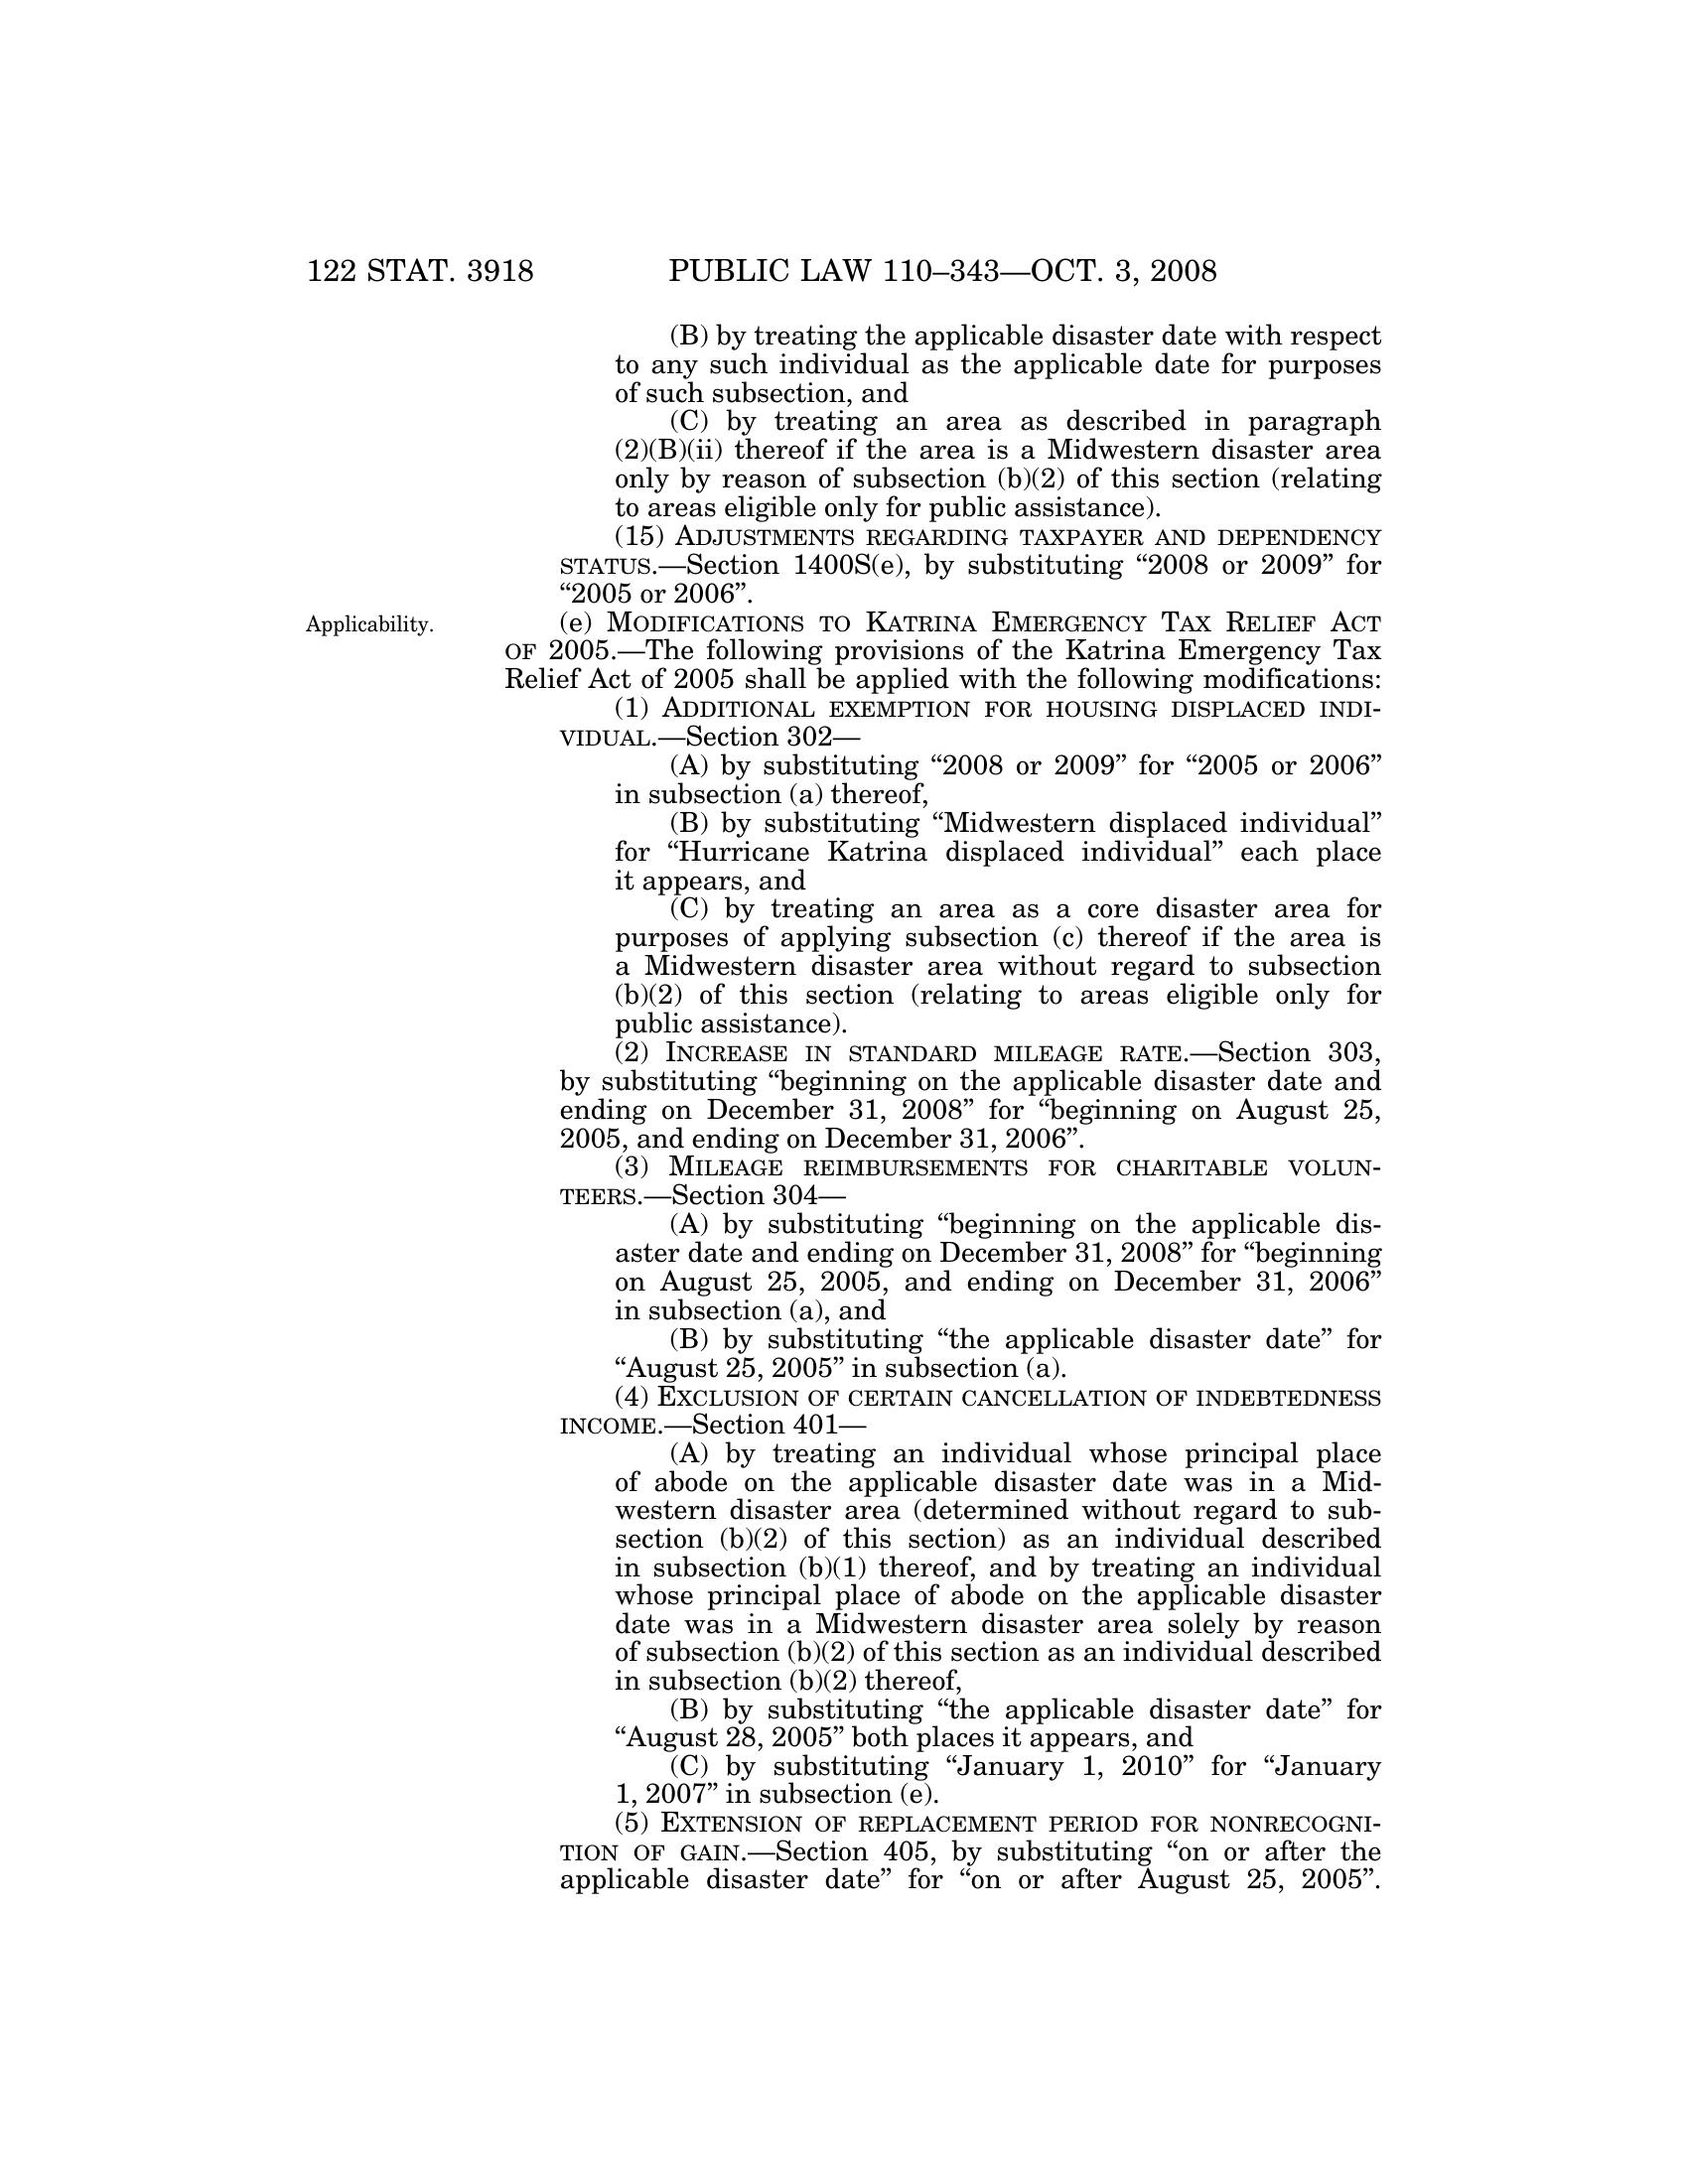 122 STAT. 3918 PUBLIC LAW 110–343—OCT. 3, 2008
(B) by treating the applicable disaster date with respect
to any such individual as the applicable date for purposes
of such subsection, and
(C) by treating an area as described in paragraph
(2)(B)(ii) thereof if the area is a Midwestern disaster area
only by reason of subsection (b)(2) of this section (relating
to areas eligible only for public assistance).
(15) ADJUSTMENTS REGARDING TAXPAYER AND DEPENDENCY
STATUS.—Section 1400S(e), by substituting “2008 or 2009” for
“2005 or 2006”.
Applicability.
(e) MODIFICATIONS TO KATRINA EMERGENCY TAX RELIEF ACT
OF 2005.—The following provisions of the Katrina Emergency Tax
Relief Act of 2005 shall be applied with the following modifications:
(1) ADDITIONAL EXEMPTION FOR HOUSING DISPLACED INDI-
VIDUAL.—Section 302—
(A) by substituting “2008 or 2009” for “2005 or 2006”
in subsection (a) thereof,
(B) by substituting “Midwestern displaced individual”
for “Hurricane Katrina displaced individual” each place
it appears, and
(C) by treating an area as a core disaster area for
purposes of applying subsection (c) thereof if the area is
a Midwestern disaster area without regard to subsection
(b)(2) of this section (relating to areas eligible only for
public assistance).
(2) INCREASE IN STANDARD MILEAGE RATE.—Section 303,
by substituting “beginning on the applicable disaster date and
ending on December 31, 2008” for “beginning on August 25,
2005, and ending on December 31, 2006”.
(3) MILEAGE REIMBURSEMENTS FOR CHARITABLE VOLUN-
TEERS.—Section 304—
(A) by substituting “beginning on the applicable dis-
aster date and ending on December 31, 2008” for “beginning
on August 25, 2005, and ending on December 31, 2006”
in subsection (a), and
(B) by substituting “the applicable disaster date” for
“August 25, 2005” in subsection (a).
(4) EXCLUSION OF CERTAIN CANCELLATION OF INDEBTEDNESS
INCOME.—Section 401—
(A) by treating an individual whose principal place
of abode on the applicable disaster date was in a Mid-
western disaster area (determined without regard to sub-
section (b)(2) of this section) as an individual described
in subsection (b)(1) thereof, and by treating an individual
whose principal place of abode on the applicable disaster
date was in a Midwestern disaster area solely by reason
of subsection (b)(2) of this section as an individual described
in subsection (b)(2) thereof,
(B) by substituting “the applicable disaster date” for
“August 28, 2005” both places it appears, and
(C) by substituting “January 1, 2010” for “January
1, 2007” in subsection (e).
(5) EXTENSION OF REPLACEMENT PERIOD FOR NONRECOGNI-
TION OF GAIN.—Section 405, by substituting “on or after the
applicable disaster date” for “on or after August 25, 2005”.